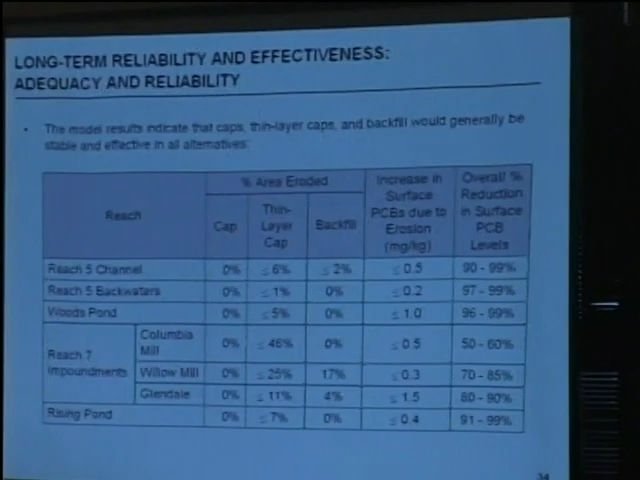 LONG-TERM RELIABILITY AND EFFECTIVENESS:
ADEQUACY AND RELIABILITY
• The model results indicate that caps, thin-layer caps, and backfill would generally be
stable and effective in all alternatives:
Reach
% Area Eroded
Cap
Thin-
Layer
Cap
Backfill
Increase in
Surface
PCBs due to
Erosion
(mg/kg)
Overall %
Reduction
in Surface
PCB
Levels
Reach 5 Channel 0% ≤ 6% ≤ 2% ≤ 0.5 90 - 99%
Reach 5 Backwaters 0% ≤ 1% 0% ≤ 0.2 97 - 99%
Woods Pond 0% ≤ 5% 0% ≤ 1.0 96 - 99%
Reach 7
Impoundments
Columbia
Mill
0% ≤ 46% 0% ≤ 0.5 50 - 60%
Willow Mill 0% ≤ 25% 17% ≤ 0.3 70 - 85%
Glendale 0% ≤ 11% 4% ≤ 1.5 80 - 90%
Rising Pond 0% ≤ 7% 0% ≤ 0.4 91 - 99%